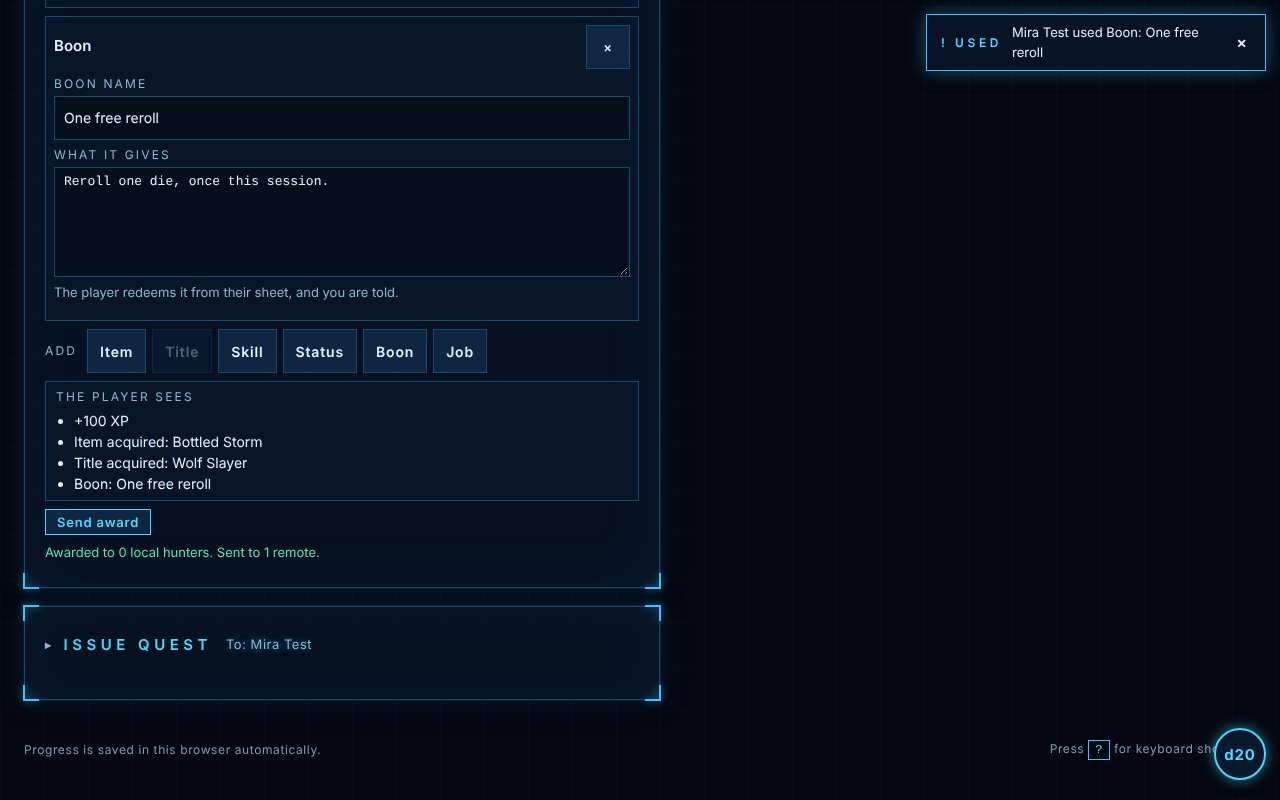 Boon
×
BOON NAME
One free reroll
WHAT IT GIVES
Reroll one die, once this session.
The player redeems it from their sheet, and you are told.
ADD Item Title Skill Status Boon Job
THE PLAYER SEES
+100 XP
Item acquired: Bottled Storm
Title acquired: Wolf Slayer
Boon: One free reroll
Send award
Awarded to 0 local hunters. Sent to 1 remote.
▸ ISSUE QUEST To: Mira Test
! USED
Mira Test used Boon: One free
reroll
×
Progress is saved in this browser automatically.
Press ? for keyboard
d20